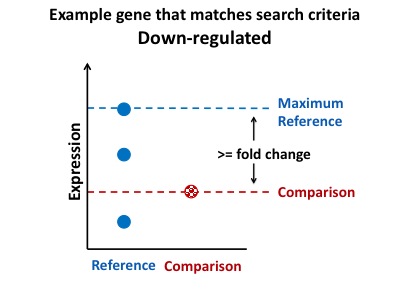 Example gene that matches search criteria
Down-regulated
Maximum
Reference
>= fold change
Comparison
Expression
Reference Comparison